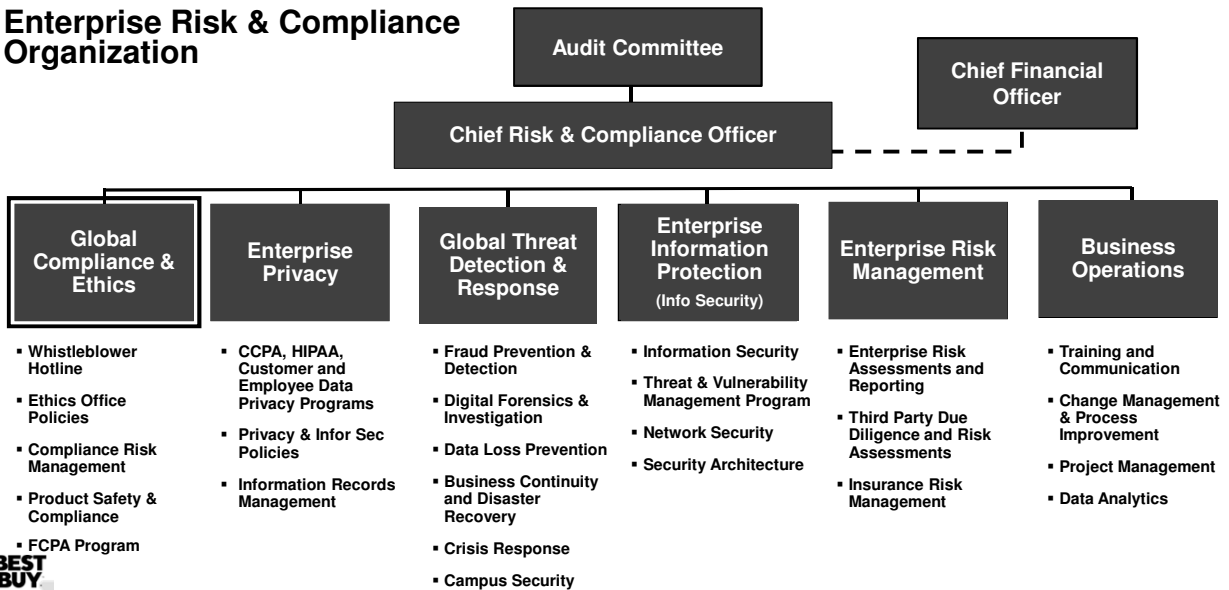 Enterprise Risk & Compliance
Organization
Audit Committee
Chief Financial
Officer
Chief Risk & Compliance Officer
Global
Compliance &
Ethics
Enterprise
Privacy
Global Threat
Detection &
Response
Enterprise
Information
Protection
(Info Security)
Enterprise Risk
Management
Business
Operations
▪ Whistleblower
Hotline
▪ Ethics Office
Policies
▪ Compliance Risk
Management
▪ Product Safety &
Compliance
▪ FCPA Program
▪ CCPA, HIPAA,
Customer and
Employee Data
Privacy Programs
▪ Privacy & Infor Sec
Policies
▪ Information Records
Management
▪ Fraud Prevention &
Detection
▪ Digital Forensics &
Investigation
▪ Data Loss Prevention
▪ Business Continuity
and Disaster
Recovery
▪ Crisis Response
▪ Campus Security
▪ Information Security
▪ Threat & Vulnerability
Management Program
▪ Network Security
▪ Security Architecture
▪ Enterprise Risk
Assessments and
Reporting
▪ Third Party Due
Diligence and Risk
Assessments
▪ Insurance Risk
Management
▪ Training and
Communication
▪ Change Management
& Process
Improvement
▪ Project Management
▪ Data Analytics
BEST
BUY